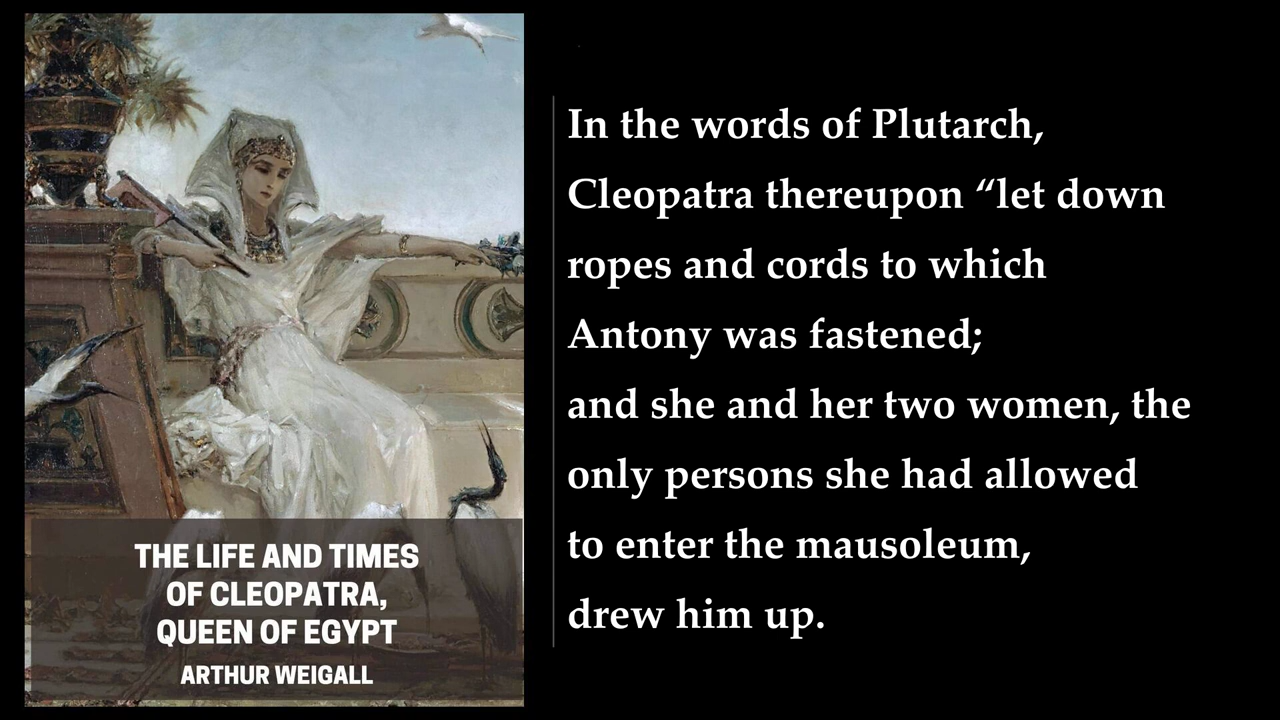 THE LIFE AND TIMES
OF CLEOPATRA,
QUEEN OF EGYPT
ARTHUR WEIGALL
In the words of Plutarch,
Cleopatra thereupon “let down
ropes and cords to which
Antony was fastened;
and she and her two women, the
only persons she had allowed
to enter the mausoleum,
drew him up.